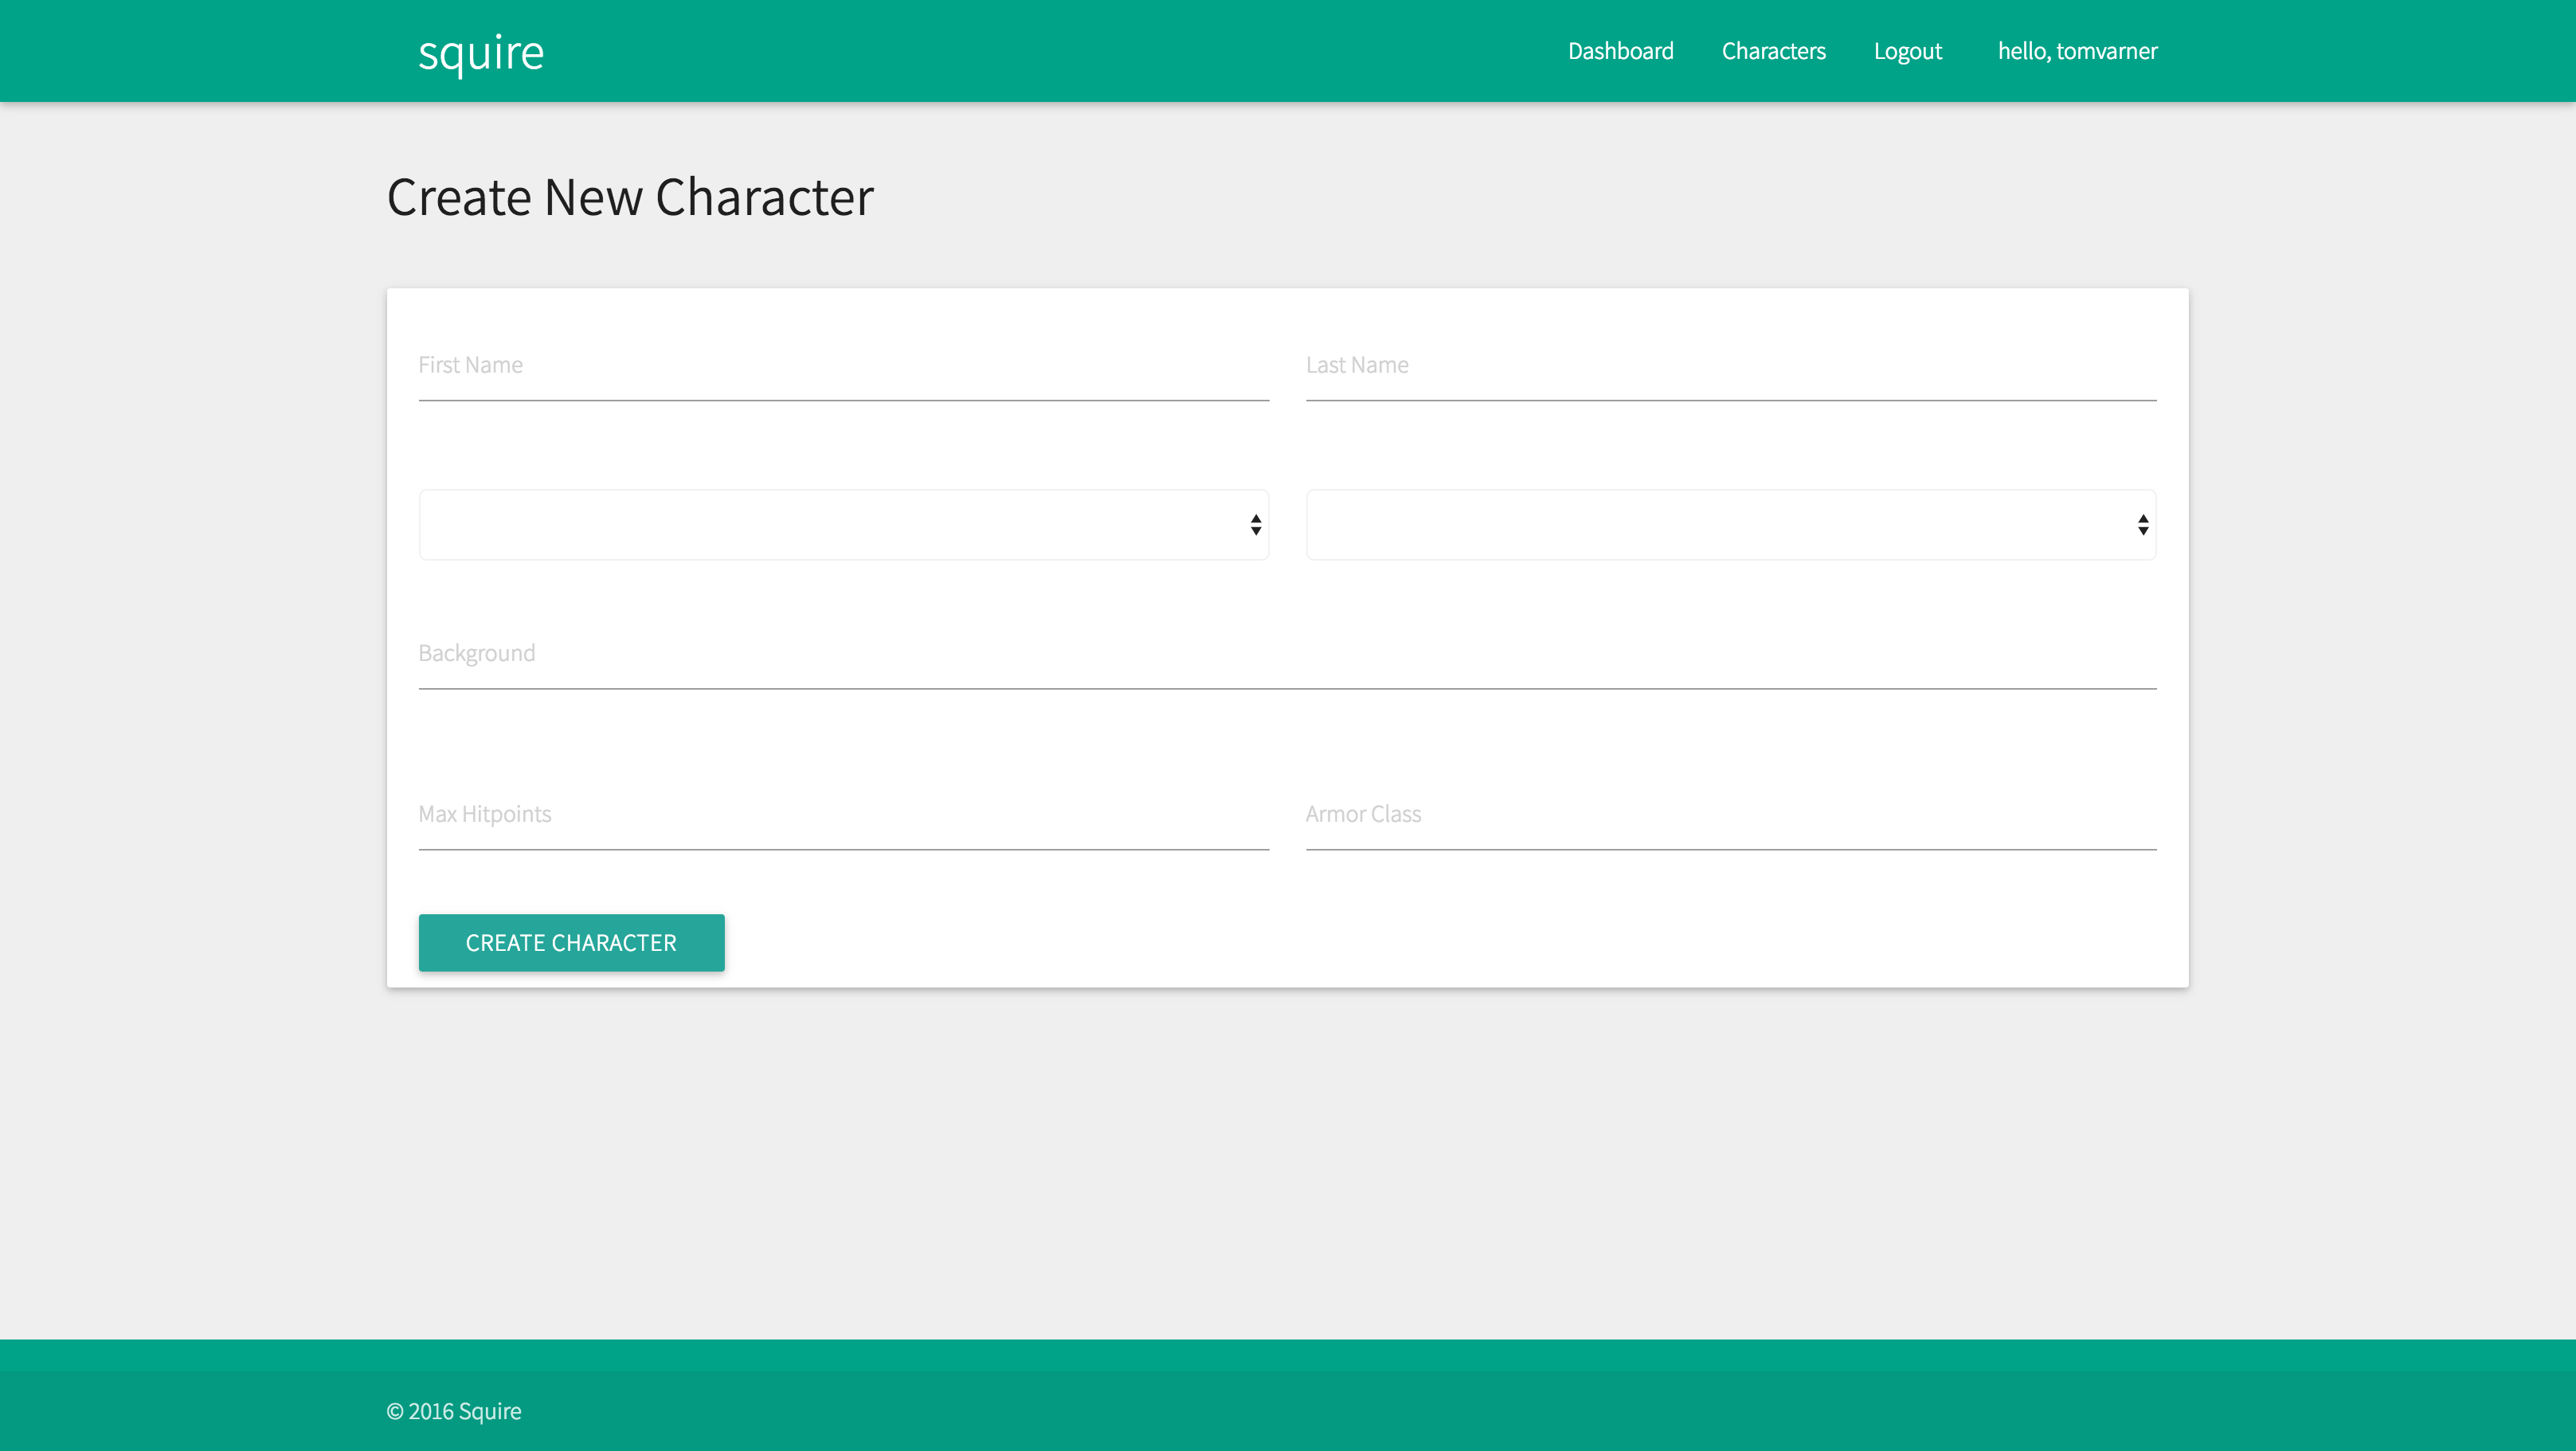 squire
Dashboard Characters Logout hello, tomvarner
Create New Character
First Name Last Name
Background
Max Hitpoints Armor Class
CREATE CHARACTER
© 2016 Squire